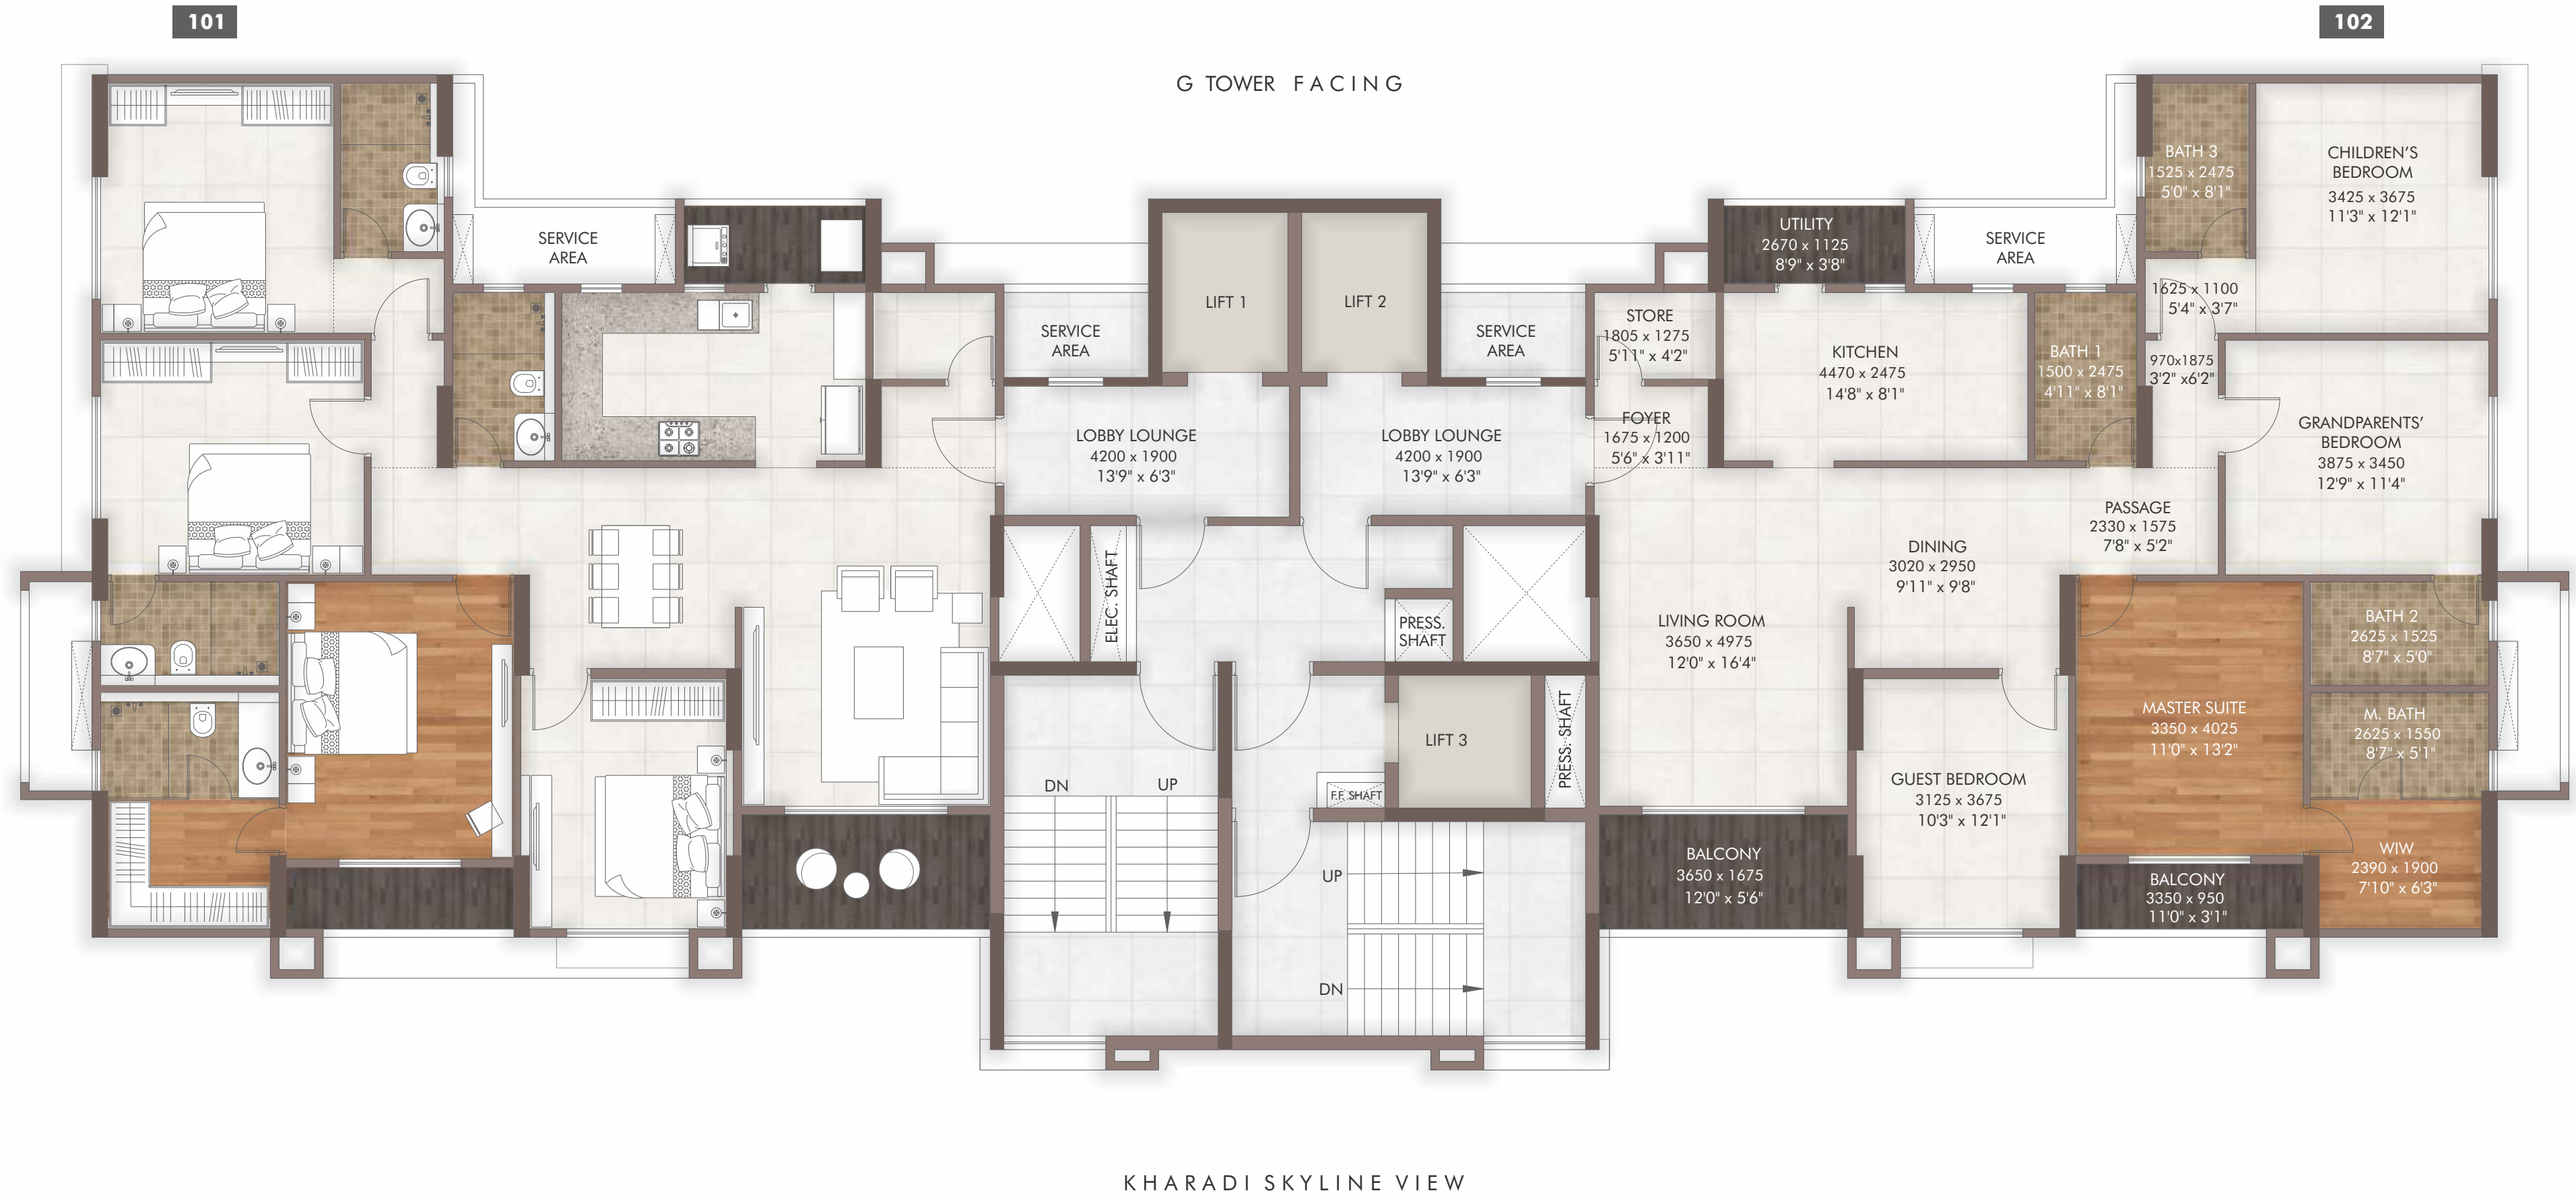 101
102
G TOWER FACING
SERVICE
AREA
SERVICE
AREA
LIFT 1
LIFT 2
SERVICE
AREA
LOBBY LOUNGE
4200 x 1900
13'9" x 6'3"
LOBBY LOUNGE
4200 x 1900
13'9" x 6'3"
ELEC. SHAFT
PRESS.
SHAFT
LIFT 3
PRESS. SHAFT
F.F. SHAFT
DN
UP
UP
DN
STORE
1805 x 1275
5'11" x 4'2"
FOYER
1675 x 1200
5'6" x 3'11"
UTILITY
2670 x 1125
8'9" x 3'8"
SERVICE
AREA
KITCHEN
4470 x 2475
14'8" x 8'1"
BATH 1
1500 x 2475
4'11" x 8'1"
BATH 3
1525 x 2475
5'0" x 8'1"
CHILDREN'S
BEDROOM
3425 x 3675
11'3" x 12'1"
1625 x 1100
5'4" x 3'7"
970x1875
3'2" x6'2"
GRANDPARENTS'
BEDROOM
3875 x 3450
12'9" x 11'4"
PASSAGE
2330 x 1575
7'8" x 5'2"
DINING
3020 x 2950
9'11" x 9'8"
LIVING ROOM
3650 x 4975
12'0" x 16'4"
BATH 2
2625 x 1525
8'7" x 5'0"
MASTER SUITE
3350 x 4025
11'0" x 13'2"
M. BATH
2625 x 1550
8'7" x 5'1"
GUEST BEDROOM
3125 x 3675
10'3" x 12'1"
BALCONY
3650 x 1675
12'0" x 5'6"
WIW
2390 x 1900
7'10" x 6'3"
BALCONY
3350 x 950
11'0" x 3'1"
KHARADI SKYLINE VIEW